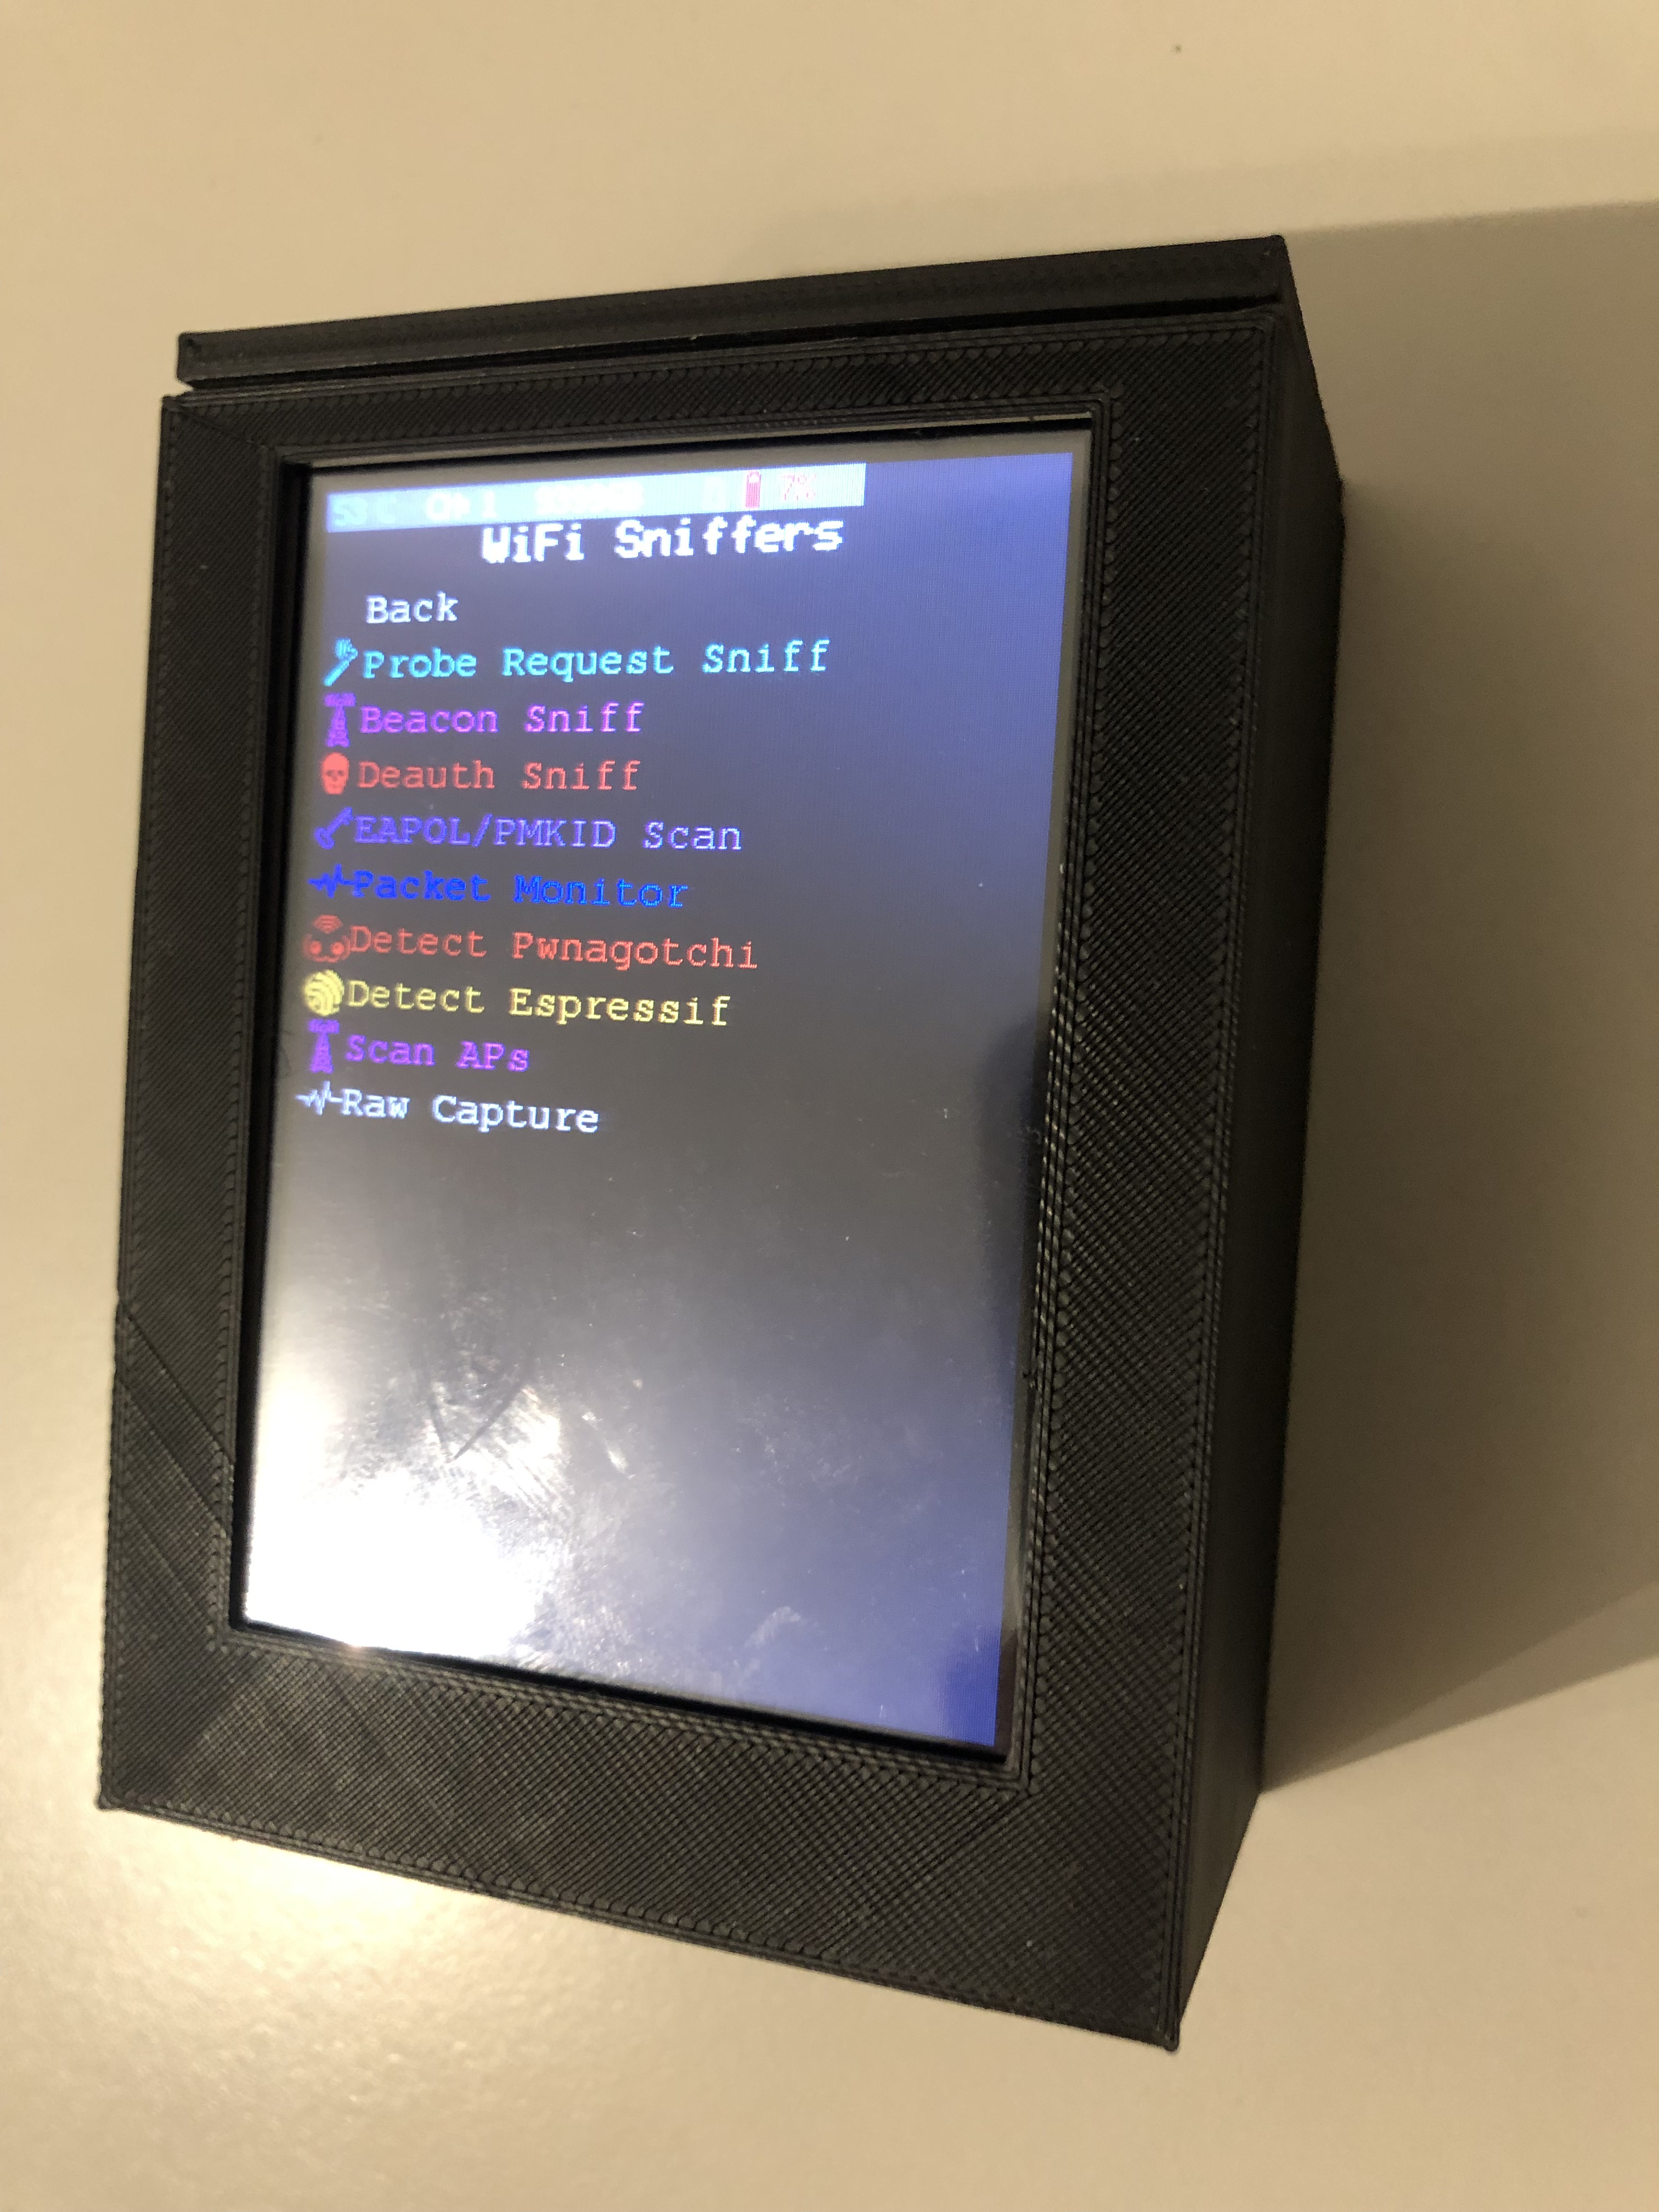 7%
WiFi Sniffers
Back
Probe Request Sniff
Beacon Sniff
Deauth Sniff
EAPOL/PMKID Scan
Packet Monitor
Detect Pwnagotchi
Detect Espressif
Scan APs
Raw Capture